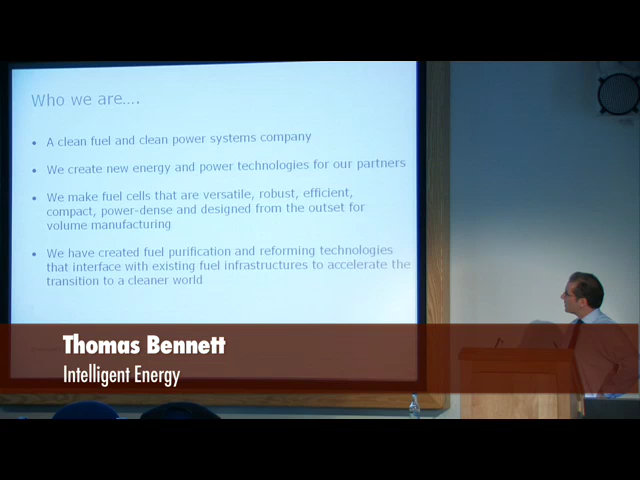 Who we are....
• A clean fuel and clean power systems company
• We create new energy and power technologies for our partners
• We make fuel cells that are versatile, robust, efficient,
compact, power-dense and designed from the outset for
volume manufacturing
• We have created fuel purification and reforming technologies
that interface with existing fuel infrastructures to accelerate the
transition to a cleaner world
Thomas Bennett
Intelligent Energy